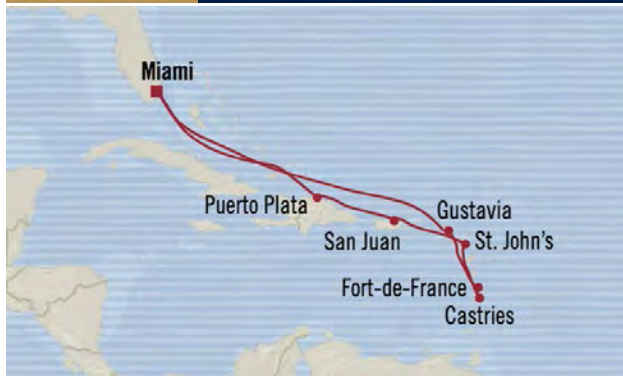 Miami
Puerto Plata
Gustavia
San Juan
St. John's
Fort-de-France
Castries